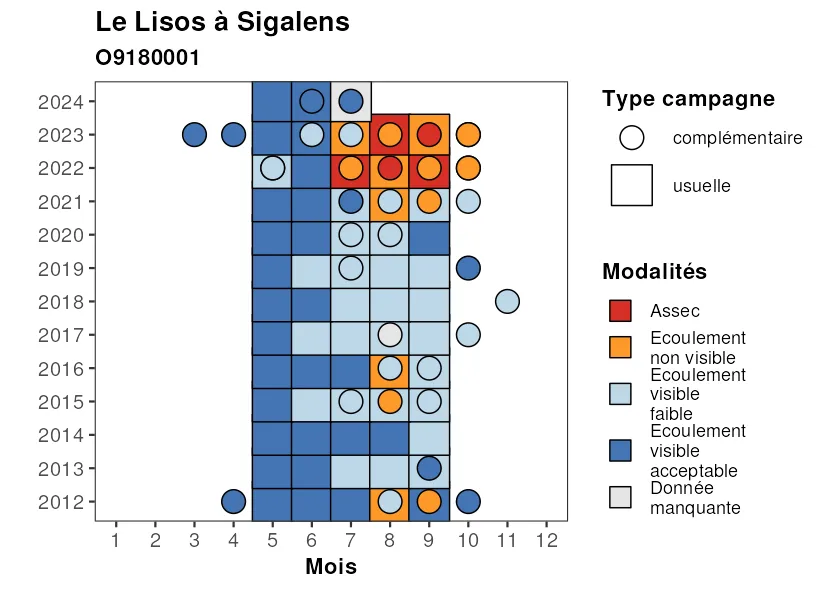 Le Lisos à Sigalens
O9180001
2024
2023
2022
2021
2020
2019
2018
2017
2016
2015
2014
2013
2012
1 2 3 4 5 6 7 8 9 10 11 12
Mois
Type campagne
complémentaire
usuelle
Modalités
Assec
Ecoulement
non visible
Ecoulement
visible
faible
Ecoulement
visible
acceptable
Donnée
manquante